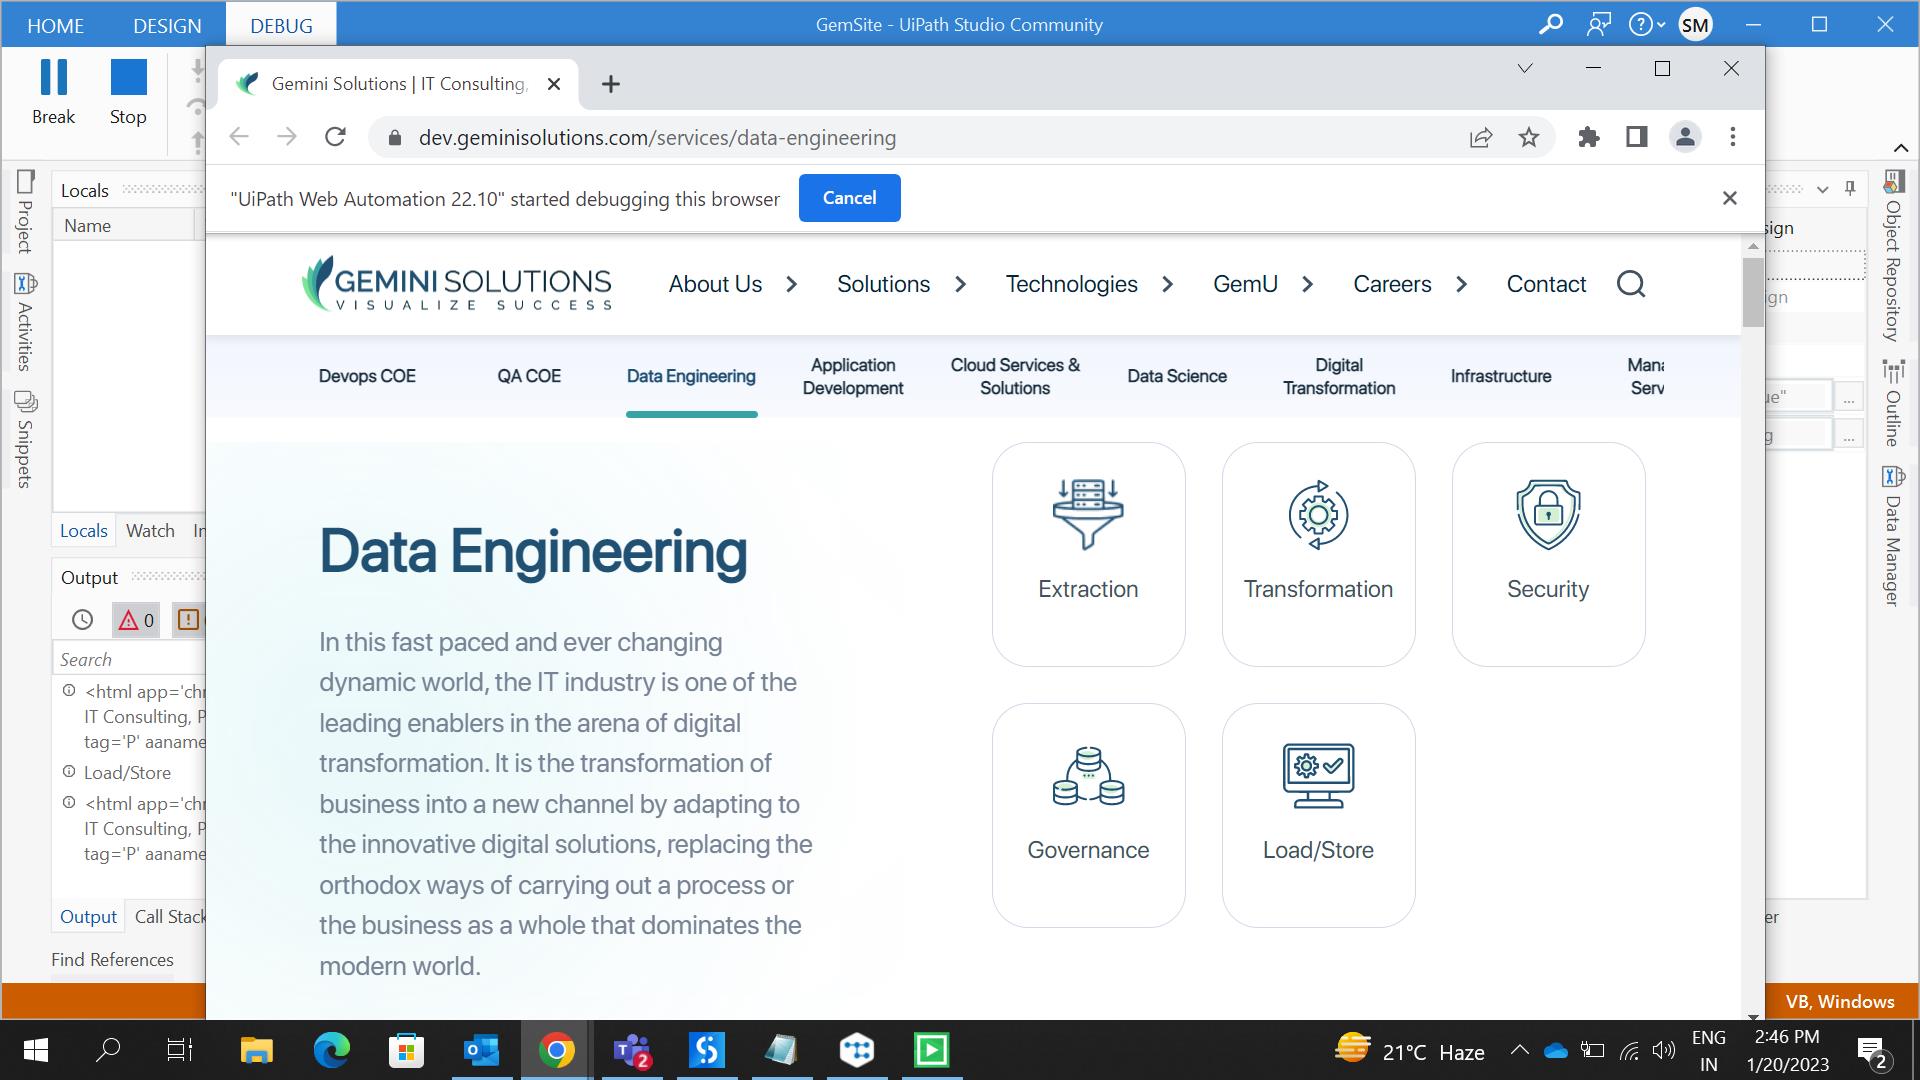 HOME DESIGN DEBUG GemSite - UiPath Studio Community SM
Break Stop
Gemini Solutions | IT Consulting,
dev.geminisolutions.com/services/data-engineering
"UiPath Web Automation 22.10" started debugging this browser Cancel
Project
Activities
Snippets
Locals
Name
Locals Watch In
Output
0
Search
<html app='chr
IT Consulting, P
tag='P' aaname
Load/Store
<html app='chr
IT Consulting, P
tag='P' aaname
Output Call Stack
Find References
GEMINI SOLUTIONS
VISUALIZE SUCCESS
About Us Solutions Technologies GemU Careers Contact
Devops COE
QA COE
Data Engineering
Application
Development
Cloud Services &
Solutions
Data Science
Digital
Transformation
Infrastructure
Mana
Serv
Data Engineering
In this fast paced and ever changing
dynamic world, the IT industry is one of the
leading enablers in the arena of digital
transformation. It is the transformation of
business into a new channel by adapting to
the innovative digital solutions, replacing the
orthodox ways of carrying out a process or
the business as a whole that dominates the
modern world.
Extraction
Transformation
Security
Governance
Load/Store
sign
ign
ue"
...
g
...
er
Object Repository
Outline
Data Manager
VB, Windows
2
21°C Haze
ENG
IN
2:46 PM
1/20/2023
2